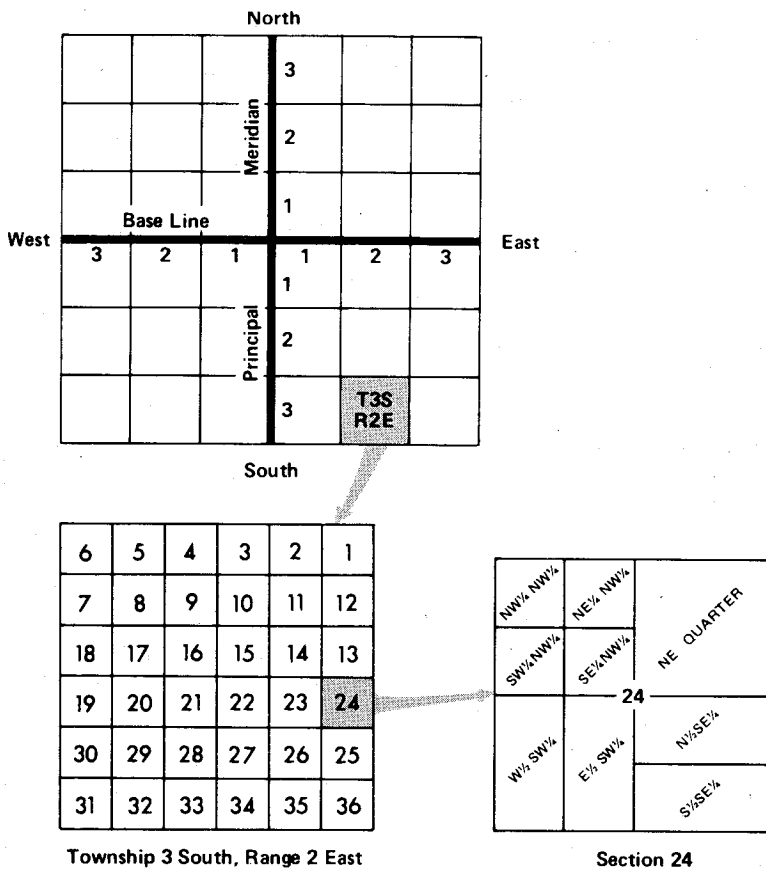 North
3
Meridian
2
1
Base Line
West
East
3 2 1 1 2 3
1
Principal
2
3
T3S
R2E
South
6 5 4 3 2 1
7 8 9 10 11 12
18 17 16 15 14 13
19 20 21 22 23 24
30 29 28 27 26 25
31 32 33 34 35 36
Township 3 South, Range 2 East
NW¼ NW¼
NE¼ NW¼
NE QUARTER
SW¼ NW¼
SE¼ NW¼
24
W½ SW¼
E½ SW¼
N½SE¼
S½SE¼
Section 24